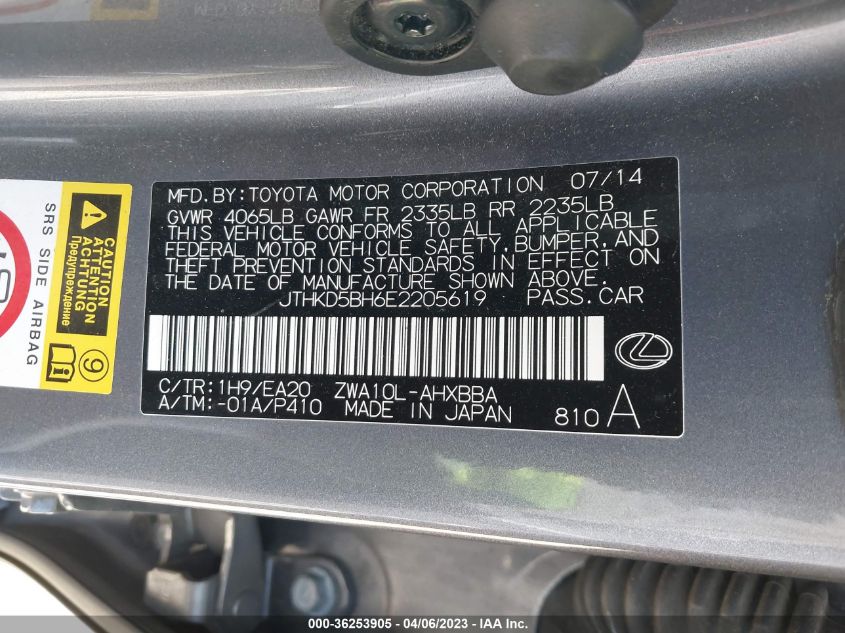 MFD. BY: TOYOTA MOTOR CORPORATION 07/14
GVWR 4065LB GAWR FR 2335LB RR 2235LB
THIS VEHICLE CONFORMS TO ALL APPLICABLE
FEDERAL MOTOR VEHICLE SAFETY, BUMPER, AND
THEFT PREVENTION STANDARDS IN EFFECT ON
THE DATE OF MANUFACTURE SHOWN ABOVE.
JTHKD5BH6E2205619 PASS. CAR
C/TR: 1H9/EA20 ZWA10L-AHXBBA
A/TM: -01A/P410 MADE IN JAPAN 810 A
SRS SIDE AIRBAG
CAUTION
ATTENTION
ACHTUNG
Предупреждение
9
000-36253905 - 04/06/2023 - IAA Inc.